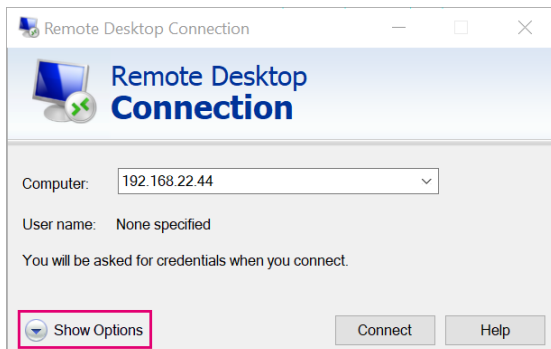 Remote Desktop Connection
Remote Desktop
Connection
Computer: 192.168.22.44
User name: None specified
You will be asked for credentials when you connect.
Show Options Connect Help